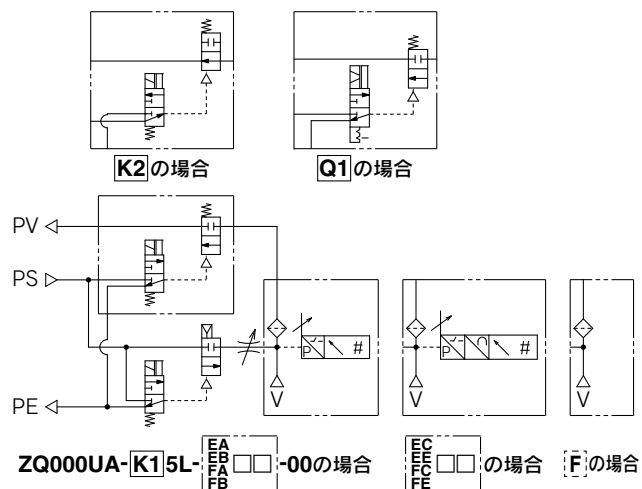 K2の場合
Q1の場合
PV
PS
PE
P
#
V
P
#
V
V
ZQ000UA-K15L-EA EB FA FB□□-00の場合
EC EE FC FE□□の場合
Fの場合